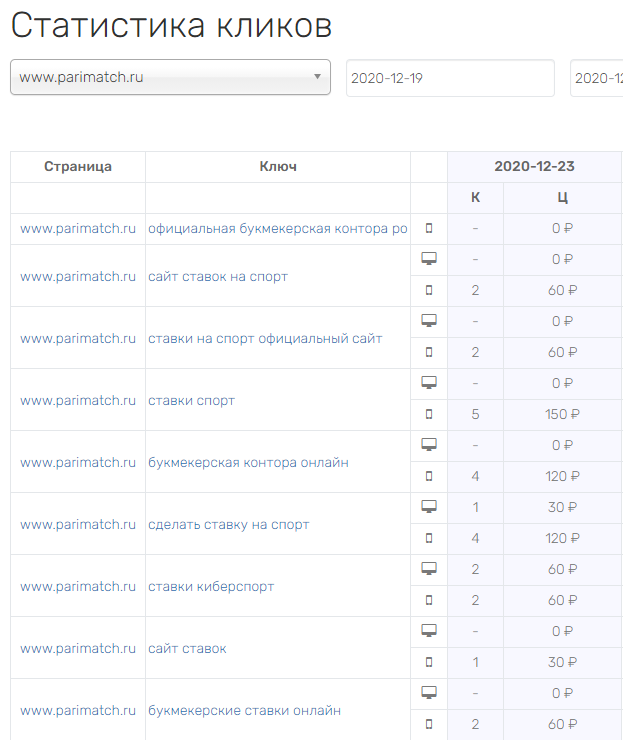 Статистика кликов
www.parimatch.ru 2020-12-19 2020-12
Страница Ключ 2020-12-23
К Ц
www.parimatch.ru официальная букмекерская контора ро - 0 ₽
www.parimatch.ru сайт ставок на спорт - 0 ₽
2 60 ₽
www.parimatch.ru ставки на спорт официальный сайт - 0 ₽
2 60 ₽
www.parimatch.ru ставки спорт - 0 ₽
5 150 ₽
www.parimatch.ru букмекерская контора онлайн - 0 ₽
4 120 ₽
www.parimatch.ru сделать ставку на спорт 1 30 ₽
4 120 ₽
www.parimatch.ru ставки киберспорт 2 60 ₽
2 60 ₽
www.parimatch.ru сайт ставок - 0 ₽
1 30 ₽
www.parimatch.ru букмекерские ставки онлайн - 0 ₽
2 60 ₽